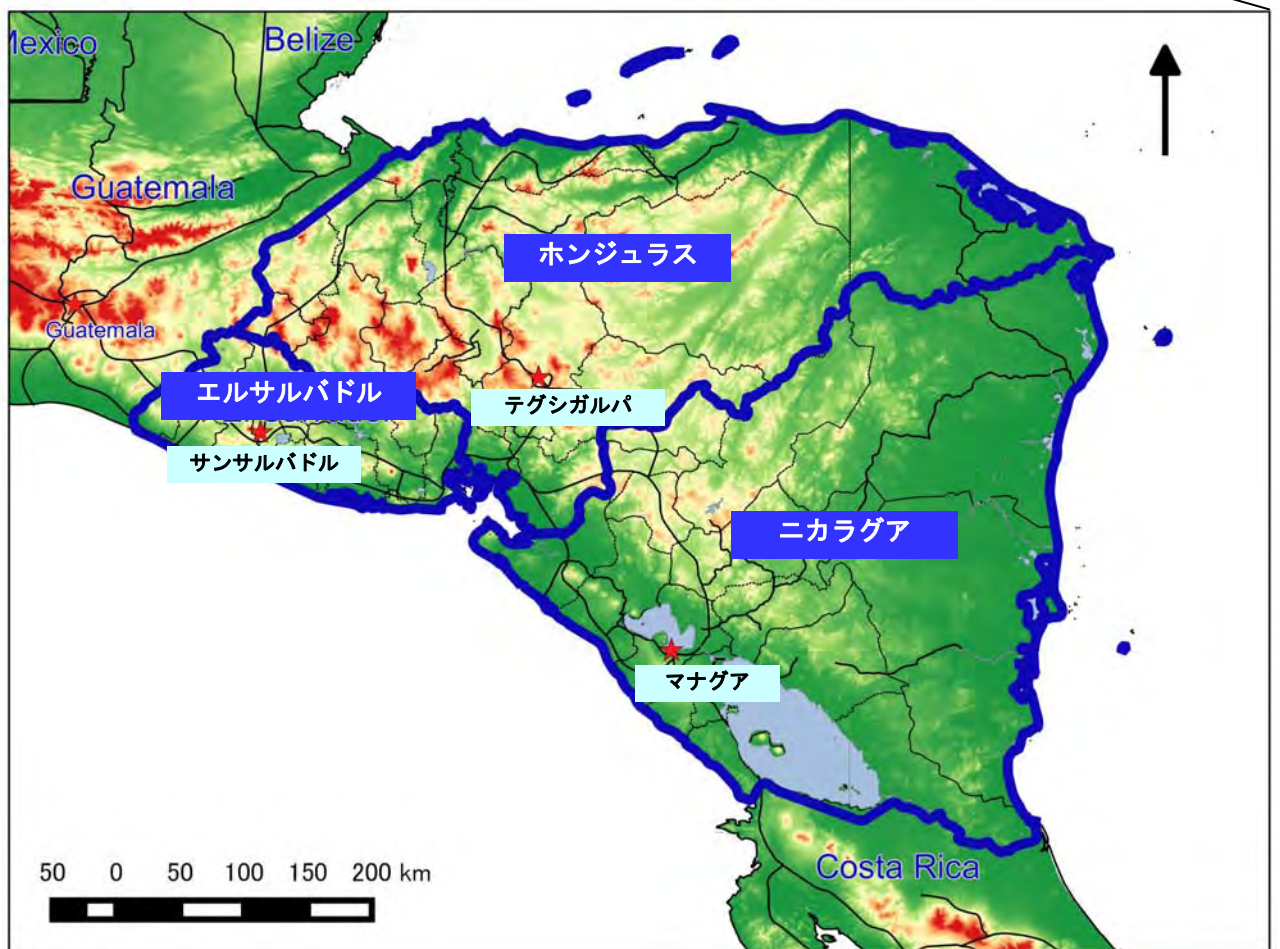 Mexico
Belize
Guatemala
ホンジュラス
Guatemala
エルサルバドル
テグシガルパ
サンサルバドル
ニカラグア
マナグア
Costa Rica
50 0 50 100 150 200 km